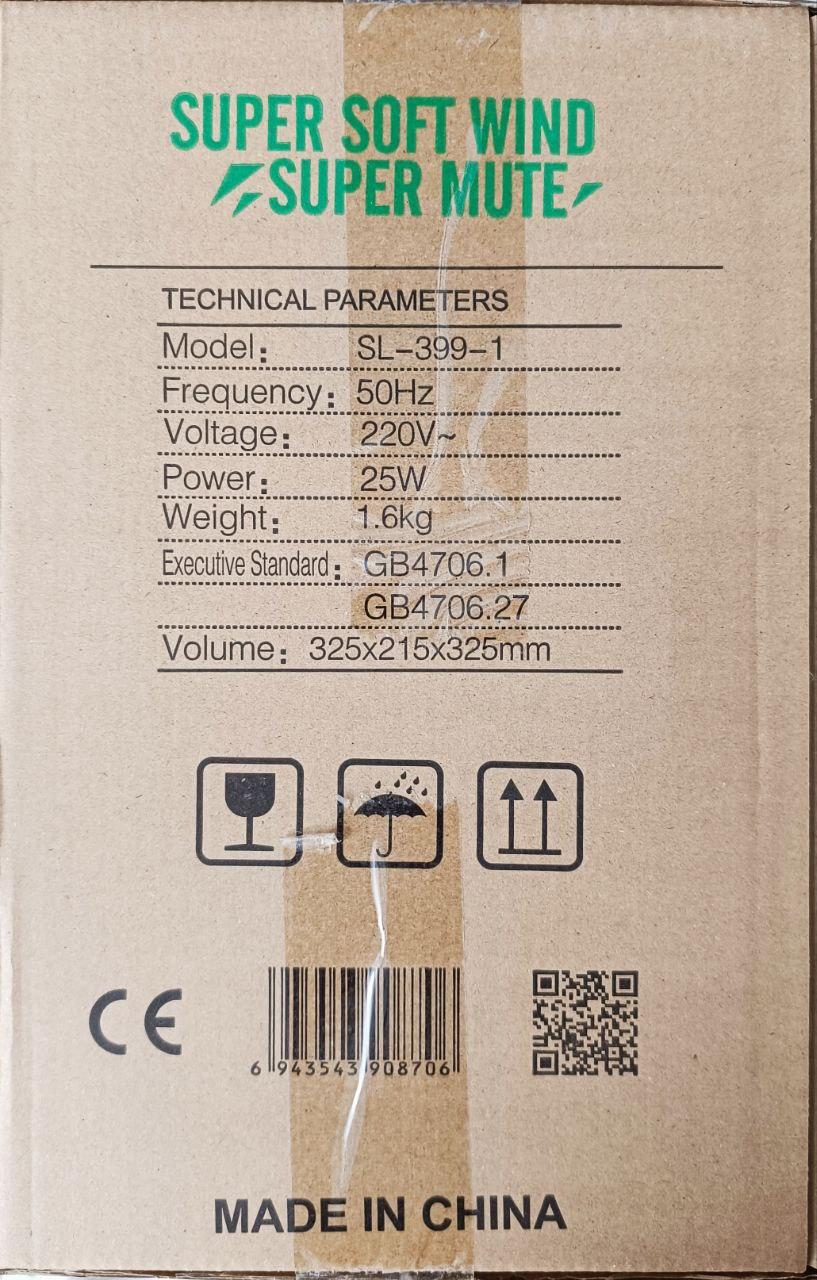 SUPER SOFT WIND
SUPER MUTE
TECHNICAL PARAMETERS
Model: SL-399-1
Frequency: 50Hz
Voltage: 220V~
Power: 25W
Weight: 1.6kg
Executive Standard: GB4706.1
GB4706.27
Volume: 325x215x325mm
CE
6 943543 908706
MADE IN CHINA